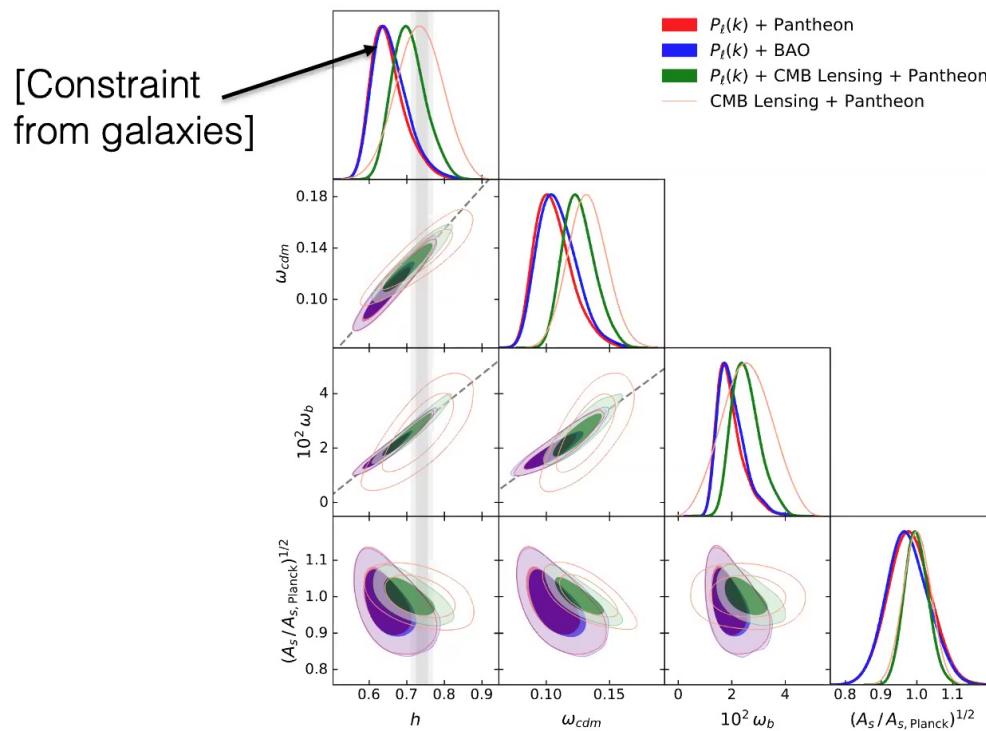 P_ℓ(k) + Pantheon
P_ℓ(k) + BAO
P_ℓ(k) + CMB Lensing + Pantheon
CMB Lensing + Pantheon
[Constraint
from galaxies]
0.18
0.14
0.10
ω_cdm
4
2
0
10² ω_b
1.1
1.0
0.9
0.8
(A_s/A_s,Planck)^1/2
0.6 0.7 0.8 0.9
h
0.10 0.15
ω_cdm
0 2 4
10² ω_b
0.8 0.9 1.0 1.1
(A_s/A_s,Planck)^1/2